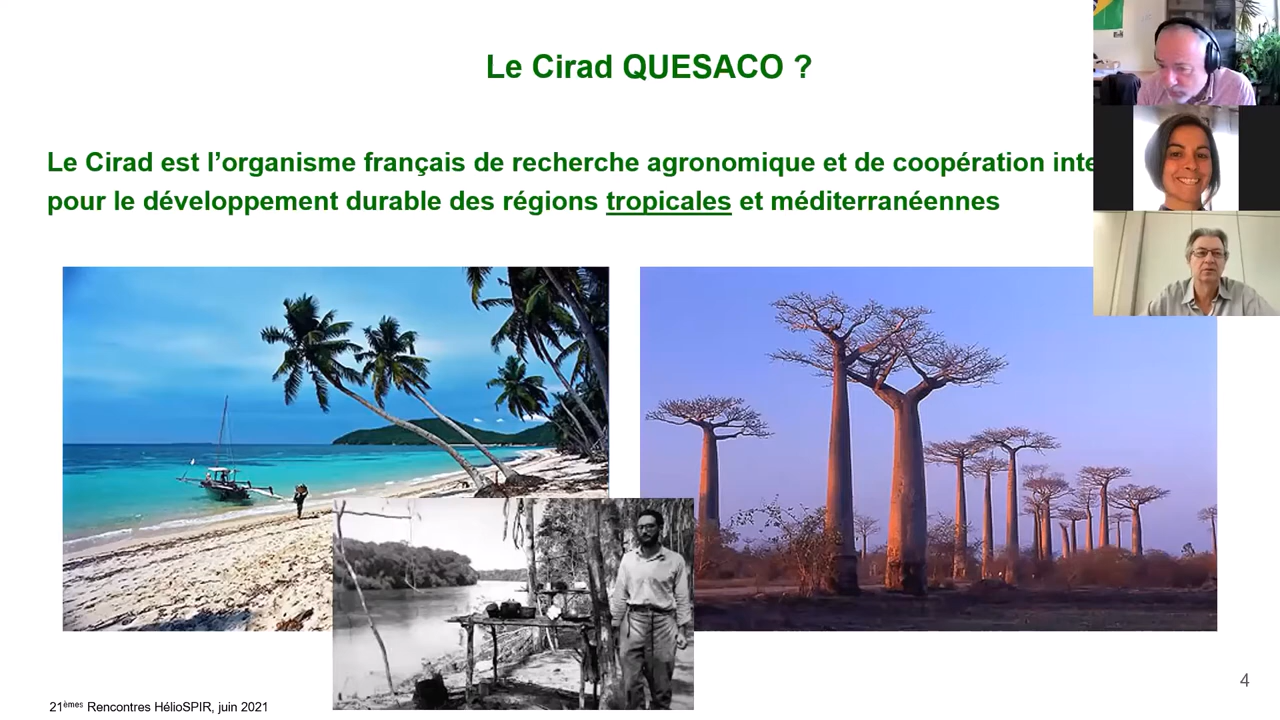 Le Cirad QUESACO ?
Le Cirad est l’organisme français de recherche agronomique et de coopération
pour le développement durable des régions tropicales et méditerranéennes
4
21èmes Rencontres HélioSPIR, juin 2021